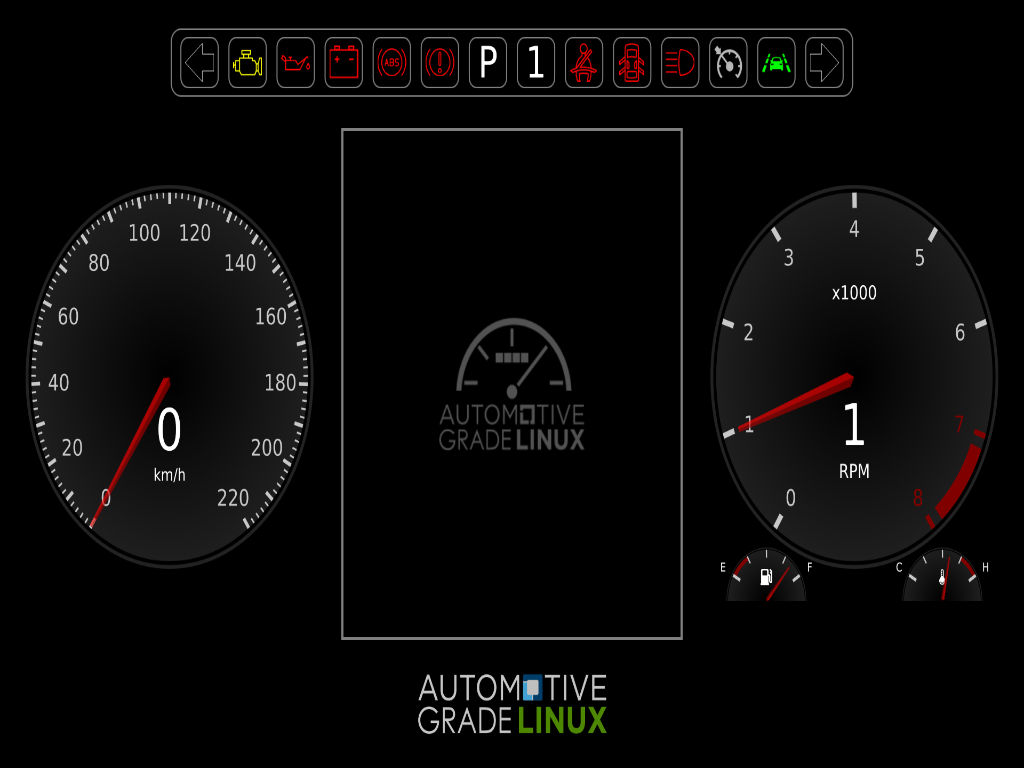 ABS P 1
100 120
80 140
60 160
40 180
20 200
0 220
0
km/h
AUTOMOTIVE
GRADE LINUX
4
3 5
x1000
2 6
1 7
1
RPM
0 8
E F
C H
AUTOMOTIVE
GRADE LINUX